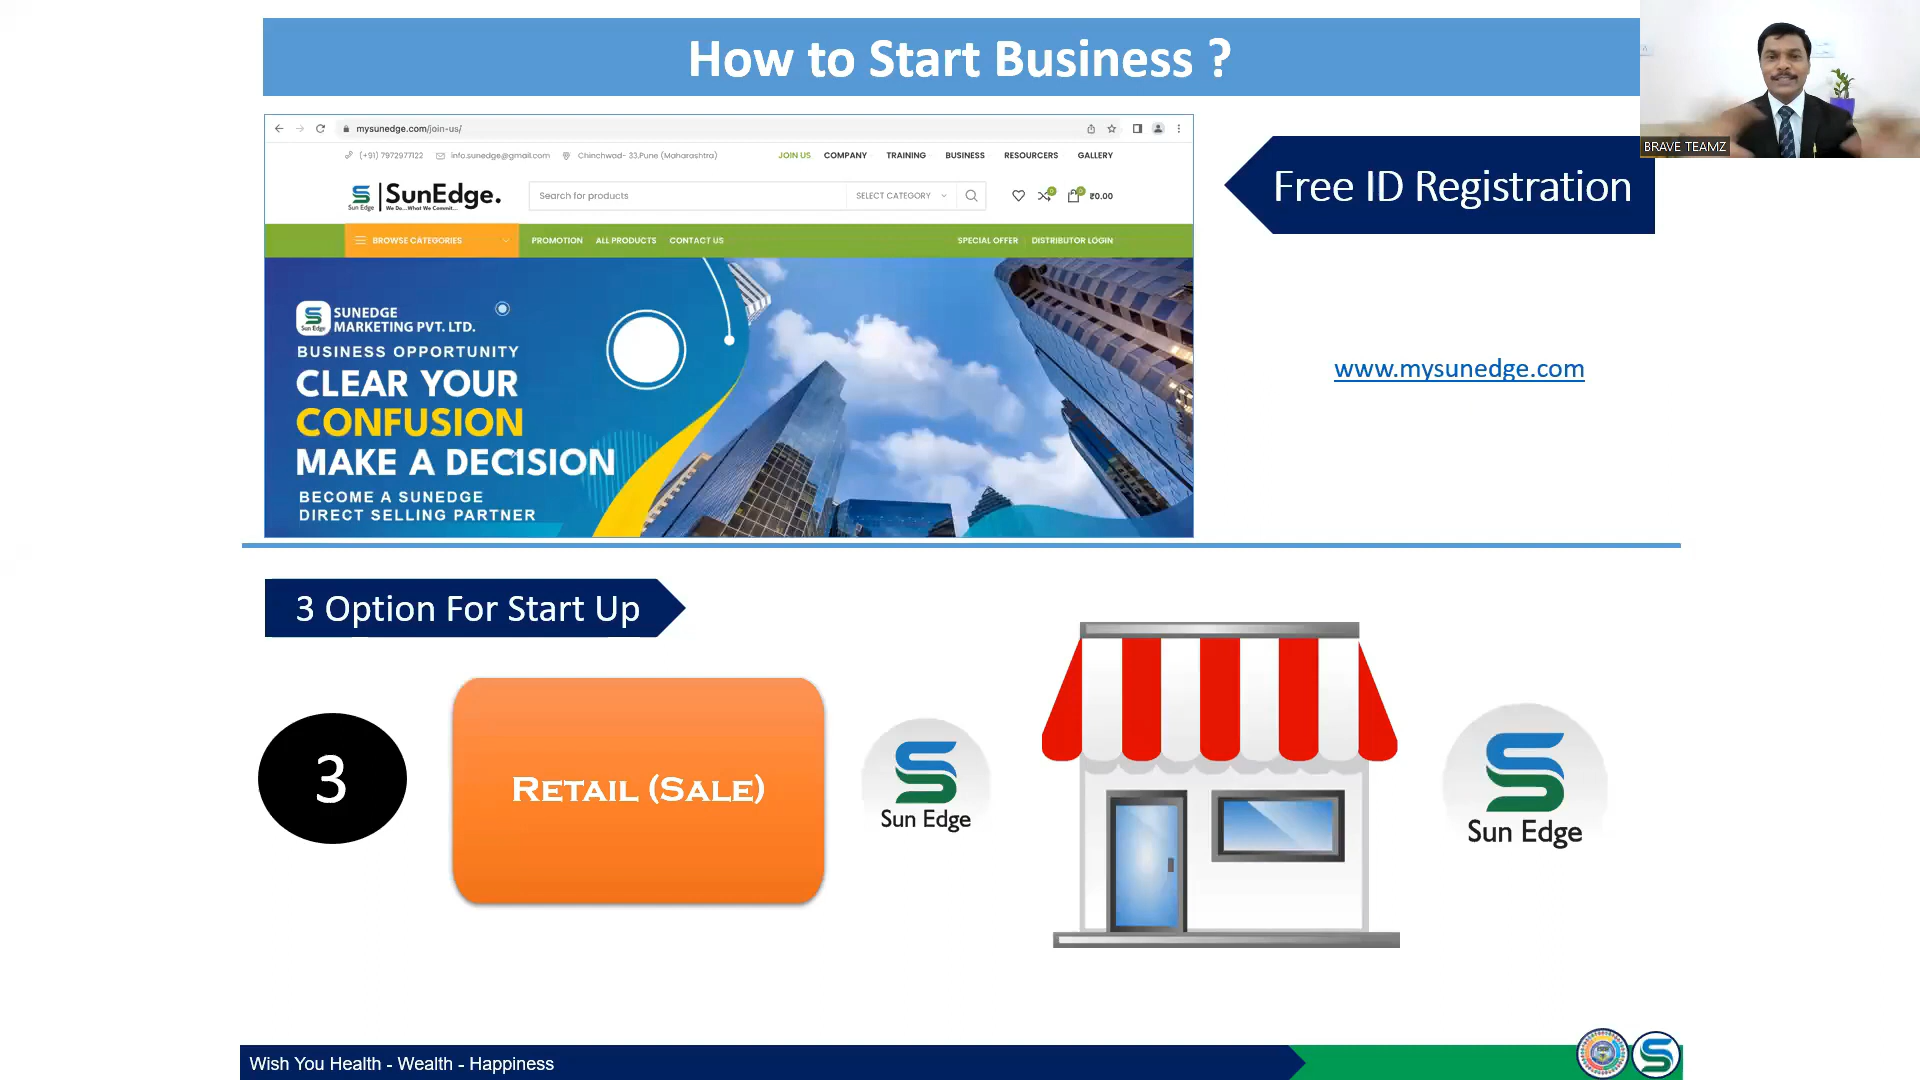 How to Start Business ?
BRAVE TEAMZ
mysunedge.com/join-us/
(+91) 7972977122 info.sunedge@gmail.com Chinchwad- 33,Pune (Maharashtra) JOIN US COMPANY TRAINING BUSINESS RESOURCERS GALLERY
Free ID Registration
Sun Edge SunEdge.
We Do...What We Commit...
Search for products SELECT CATEGORY 0 0 ₹0.00
BROWSE CATEGORIES PROMOTION ALL PRODUCTS CONTACT US SPECIAL OFFER DISTRIBUTOR LOGIN
Sun Edge
SUNEDGE
MARKETING PVT. LTD.
BUSINESS OPPORTUNITY
CLEAR YOUR
CONFUSION
MAKE A DECISION
BECOME A SUNEDGE
DIRECT SELLING PARTNER
www.mysunedge.com
3 Option For Start Up
3
RETAIL (SALE)
Sun Edge
Sun Edge
Wish You Health - Wealth - Happiness